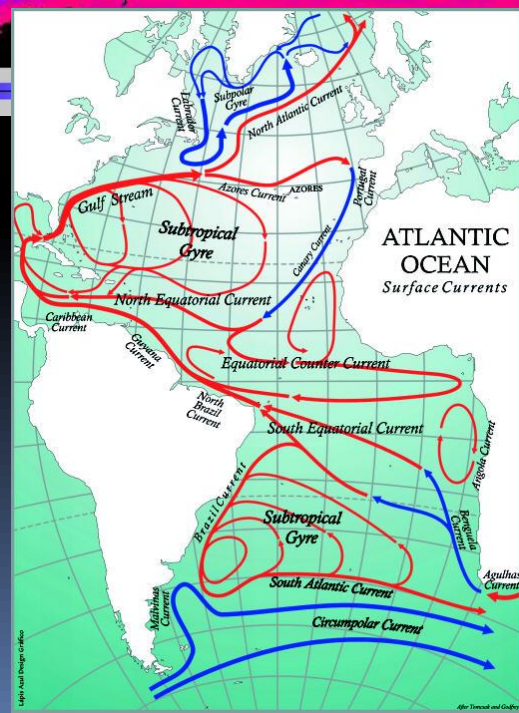 Labrador
Current
Subpolar
Gyre
North Atlantic Current
Gulf Stream
Azores Current
AZORES
Portugal
Current
Subtropical
Gyre
Canary Current
ATLANTIC
OCEAN
Surface Currents
North Equatorial Current
Caribbean
Current
Guyana
Current
Equatorial Counter Current
North
Brazil
Current
South Equatorial Current
Angola Current
Brazil Current
Subtropical
Gyre
Benguela
Current
Agulhas
Current
South Atlantic Current
Malvinas
Current
Circumpolar Current
Lápis Azul Design Gráfico
After Tomczak and Godfrey